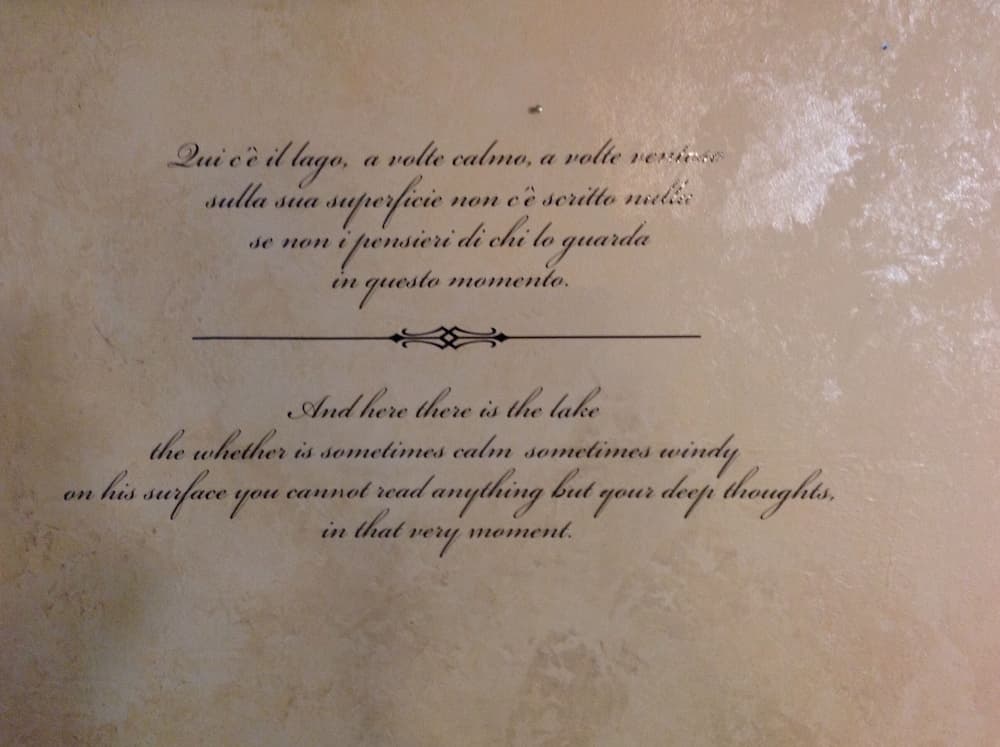 Qui c'è il lago, a volte calmo, a volte ventoso
sulla sua superficie non c'è scritto nulla
se non i pensieri di chi lo guarda
in questo momento.
And here there is the lake
the whether is sometimes calm sometimes windy
on his surface you cannot read anything but your deep thoughts,
in that very moment.